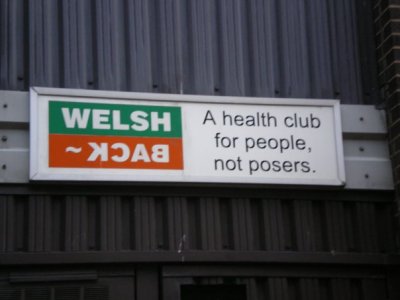 WELSH
BACK ~
A health club
for people,
not posers.